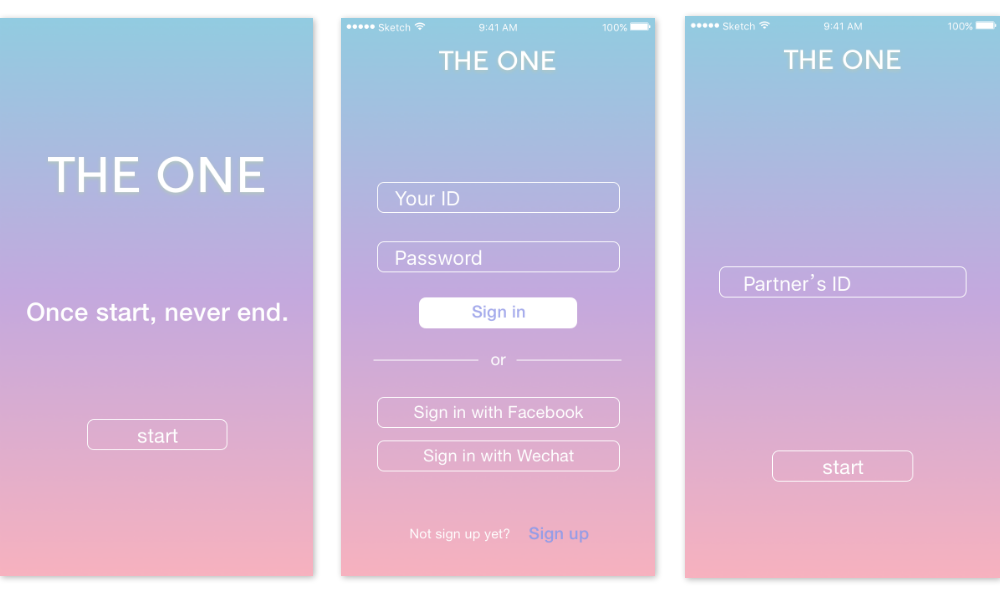 THE ONE
Once start, never end.
start
Sketch 9:41 AM 100%
THE ONE
Your ID
Password
Sign in
or
Sign in with Facebook
Sign in with Wechat
Not sign up yet? Sign up
Sketch 9:41 AM 100%
THE ONE
Partner’s ID
start